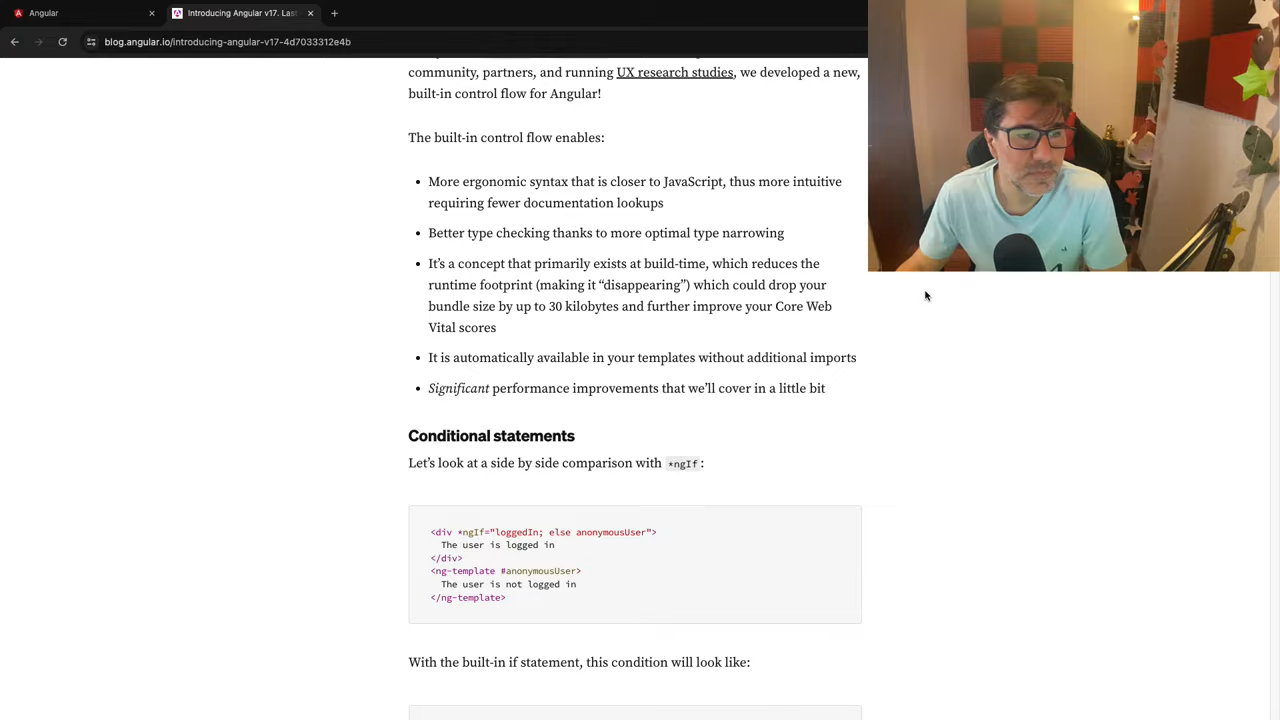 Angular
Introducing Angular v17. Las
blog.angular.io/introducing-angular-v17-4d7033312e4b
community, partners, and running UX research studies, we developed a new,
built-in control flow for Angular!
The built-in control flow enables:
More ergonomic syntax that is closer to JavaScript, thus more intuitive
requiring fewer documentation lookups
Better type checking thanks to more optimal type narrowing
It’s a concept that primarily exists at build-time, which reduces the
runtime footprint (making it “disappearing”) which could drop your
bundle size by up to 30 kilobytes and further improve your Core Web
Vital scores
It is automatically available in your templates without additional imports
Significant performance improvements that we’ll cover in a little bit
Conditional statements
Let’s look at a side by side comparison with *ngIf:
<div *ngIf="loggedIn; else anonymousUser">
The user is logged in
</div>
<ng-template #anonymousUser>
The user is not logged in
</ng-template>
With the built-in if statement, this condition will look like: